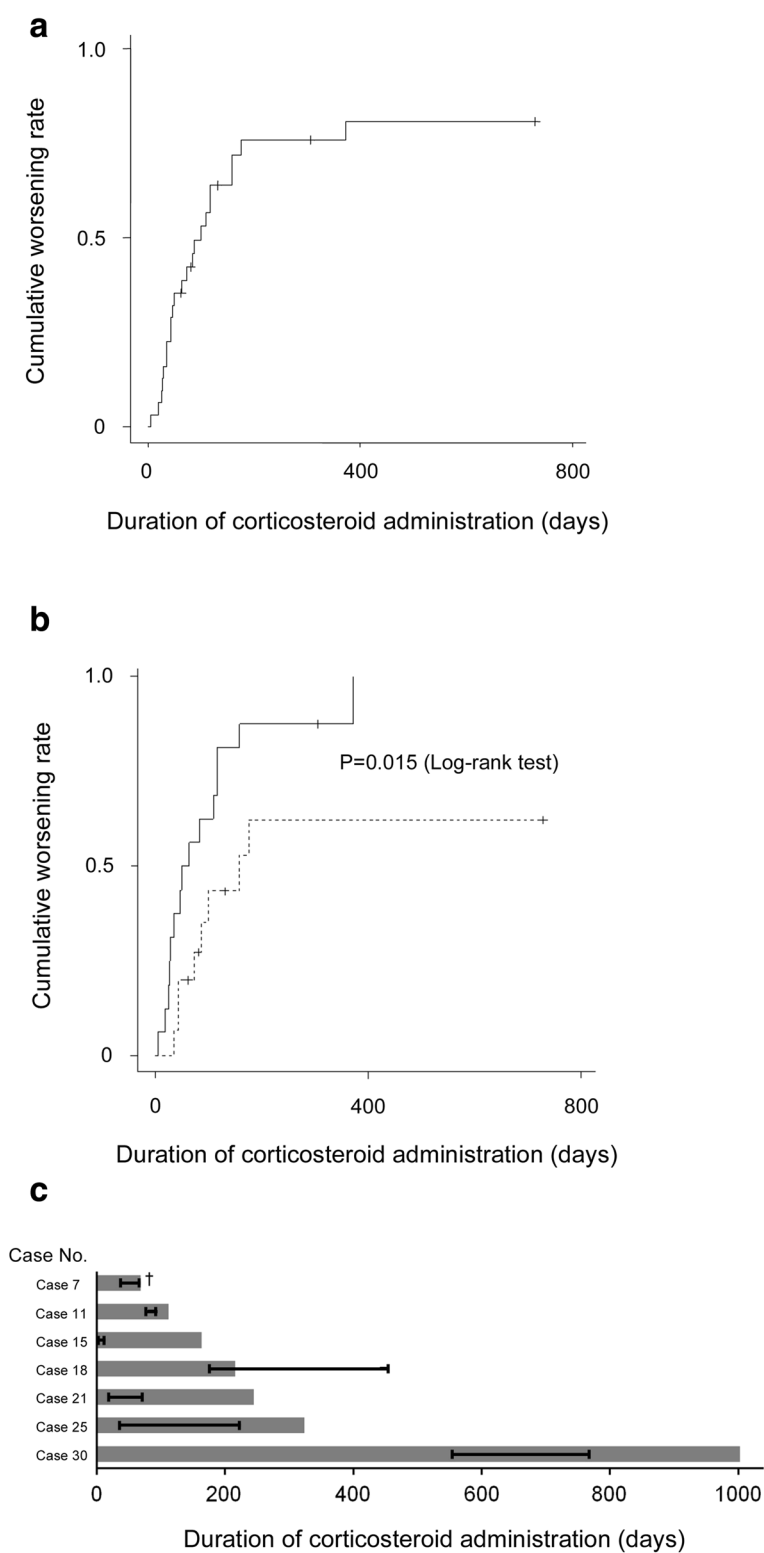 a
1.0
0.5
0
Cumulative worsening rate
0 400 800
Duration of corticosteroid administration (days)
b
1.0
0.5
0
Cumulative worsening rate
P=0.015 (Log-rank test)
0 400 800
Duration of corticosteroid administration (days)
c
Case No.
Case 7 †
Case 11
Case 15
Case 18
Case 21
Case 25
Case 30
0 200 400 600 800 1000
Duration of corticosteroid administration (days)